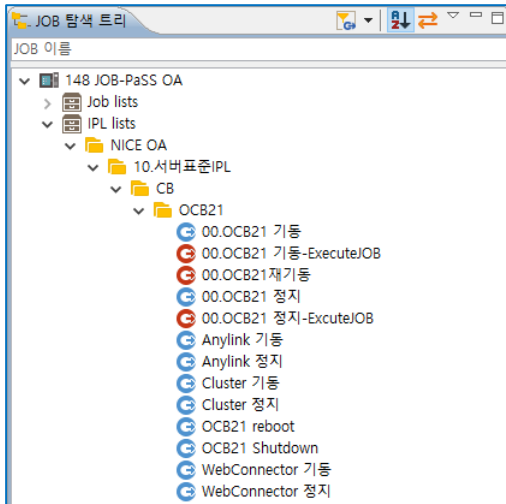 JOB 탐색 트리
JOB 이름
148 JOB-PaSS OA
Job lists
IPL lists
NICE OA
10.서버표준IPL
CB
OCB21
00.OCB21 기동
00.OCB21 기동-ExecuteJOB
00.OCB21재기동
00.OCB21 정지
00.OCB21 정지-ExcuteJOB
Anylink 기동
Anylink 정지
Cluster 기동
Cluster 정지
OCB21 reboot
OCB21 Shutdown
WebConnector 기동
WebConnector 정지